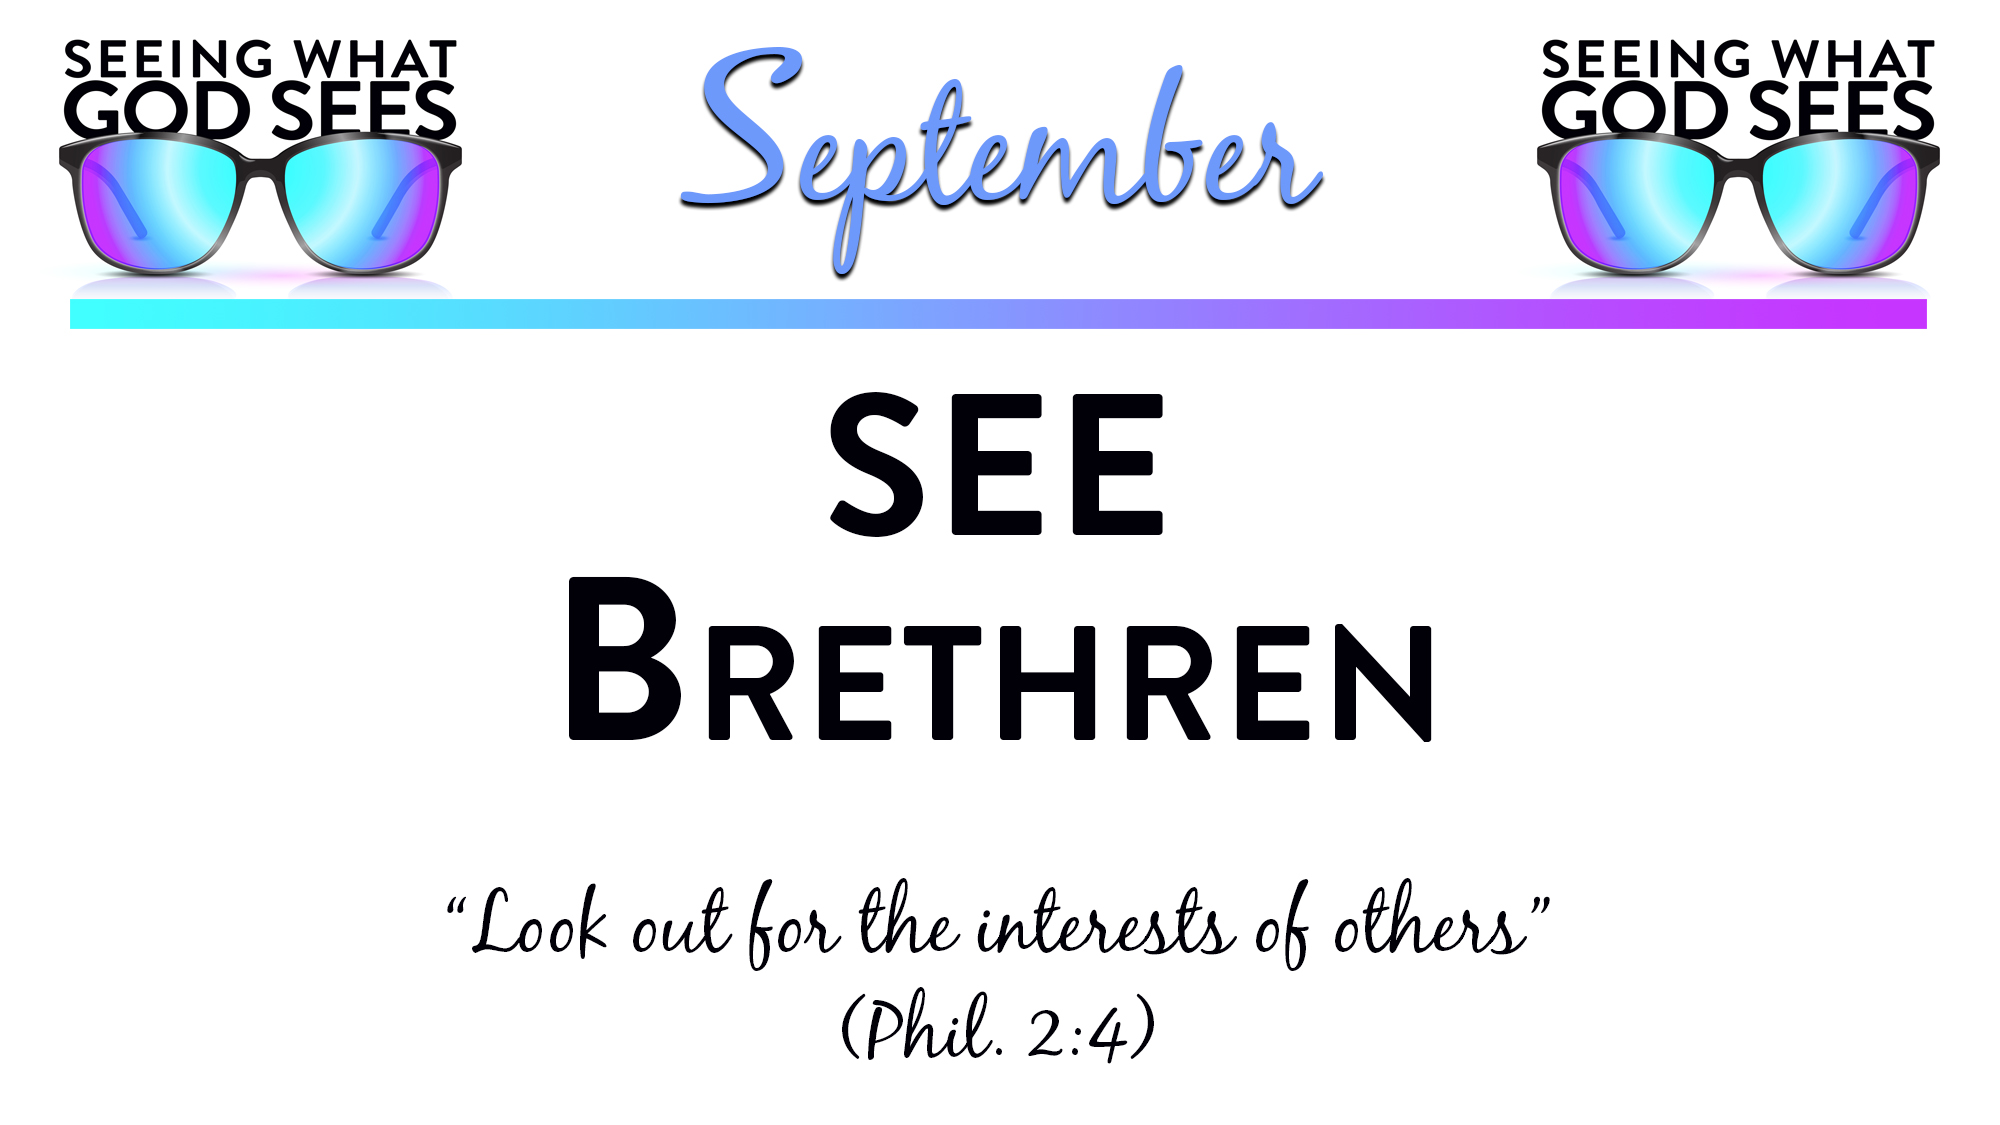 SEEING WHAT
GOD SEES
September
SEEING WHAT
GOD SEES
SEE
BRETHREN
“Look out for the interests of others”
(Phil. 2:4)